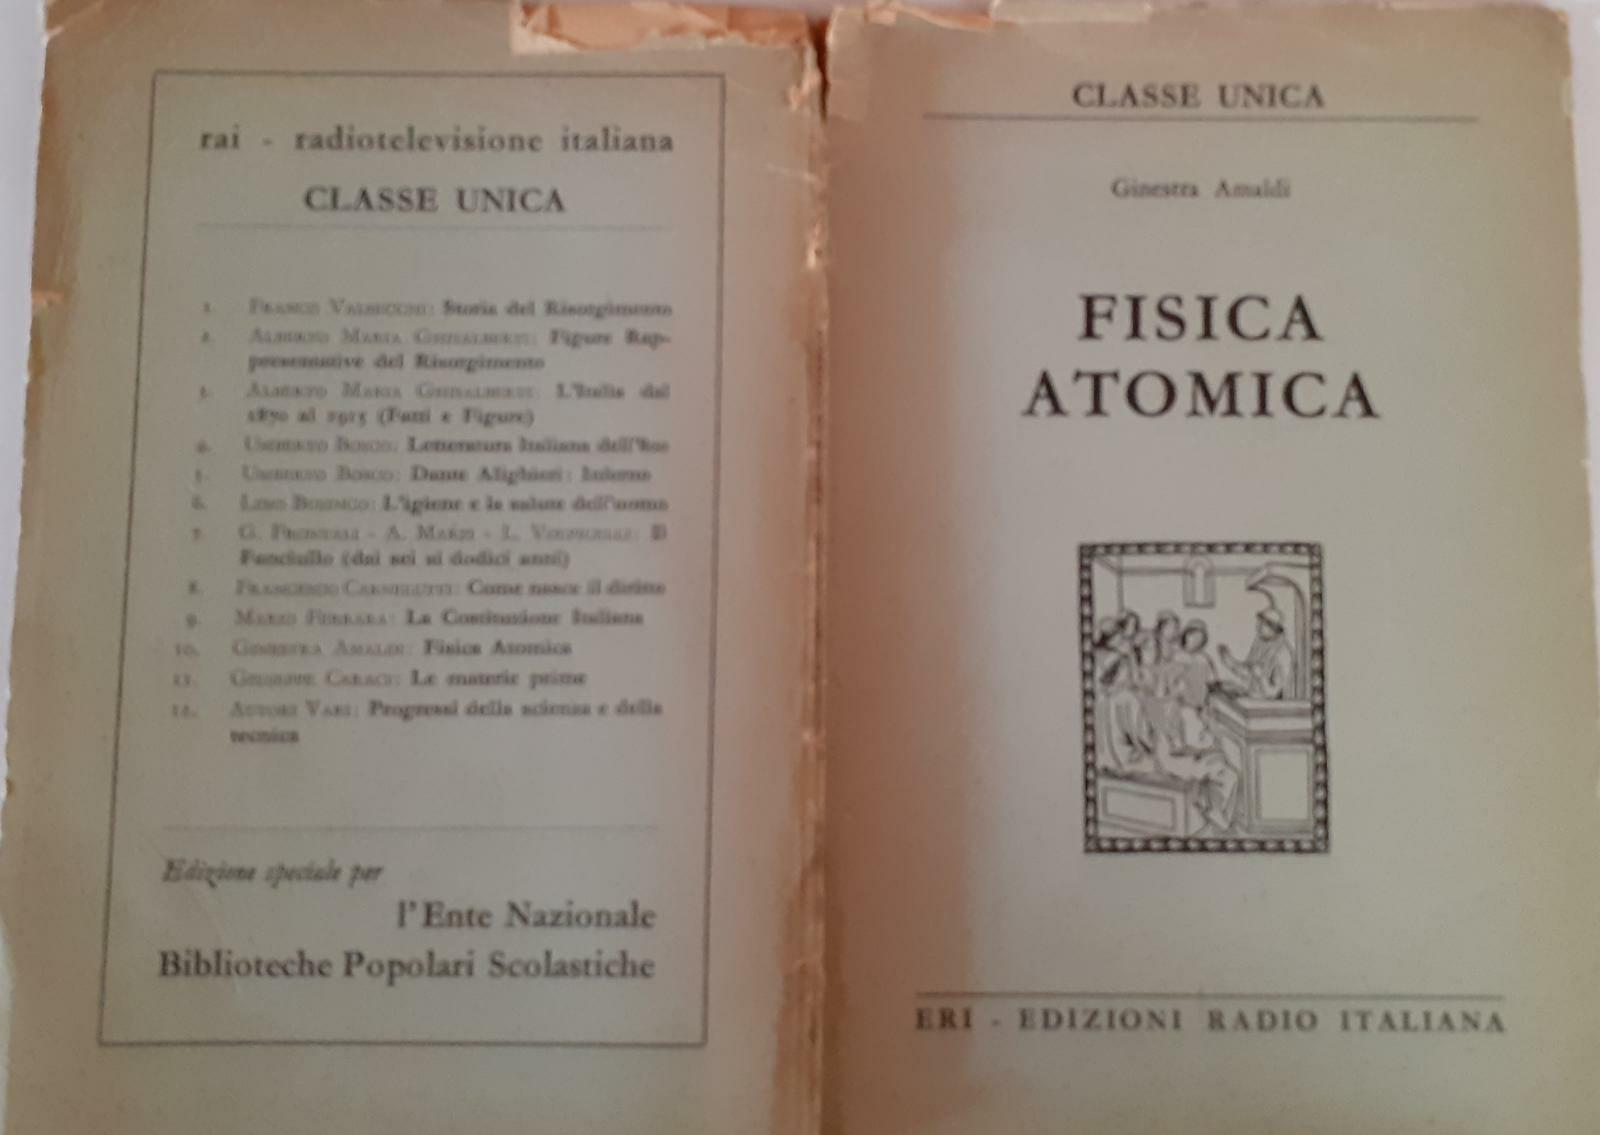 rai - radiotelevisione italiana
CLASSE UNICA
1. FRANCO VALSECCHI: Storia del Risorgimento
2. ALBERTO MARIA GHISALBERTI: Figure Rap-
presentative del Risorgimento
3. ALBERTO MARIA GHISALBERTI: L'Italia dal
1870 al 1915 (Fatti e Figure)
4. UMBERTO BOSCO: Letteratura Italiana dell'800
5. UMBERTO BOSCO: Dante Alighieri: Inferno
6. L'igiene e la salute dell'uomo
7. G. - A. - L. Il
Fanciullo (dai sei ai dodici anni)
8. FRANCESCO CARNELUTTI: Come nasce il diritto
9. MARIO FERRARA: La Costituzione Italiana
10. GINESTRA AMALDI: Fisica Atomica
11. GIUSEPPE CARACI: Le materie prime
12. AUTORI VARI: Progressi della scienza e della
tecnica
Edizione speciale per
l'Ente Nazionale
Biblioteche Popolari Scolastiche
CLASSE UNICA
Ginestra Amaldi
FISICA
ATOMICA
ERI - EDIZIONI RADIO ITALIANA